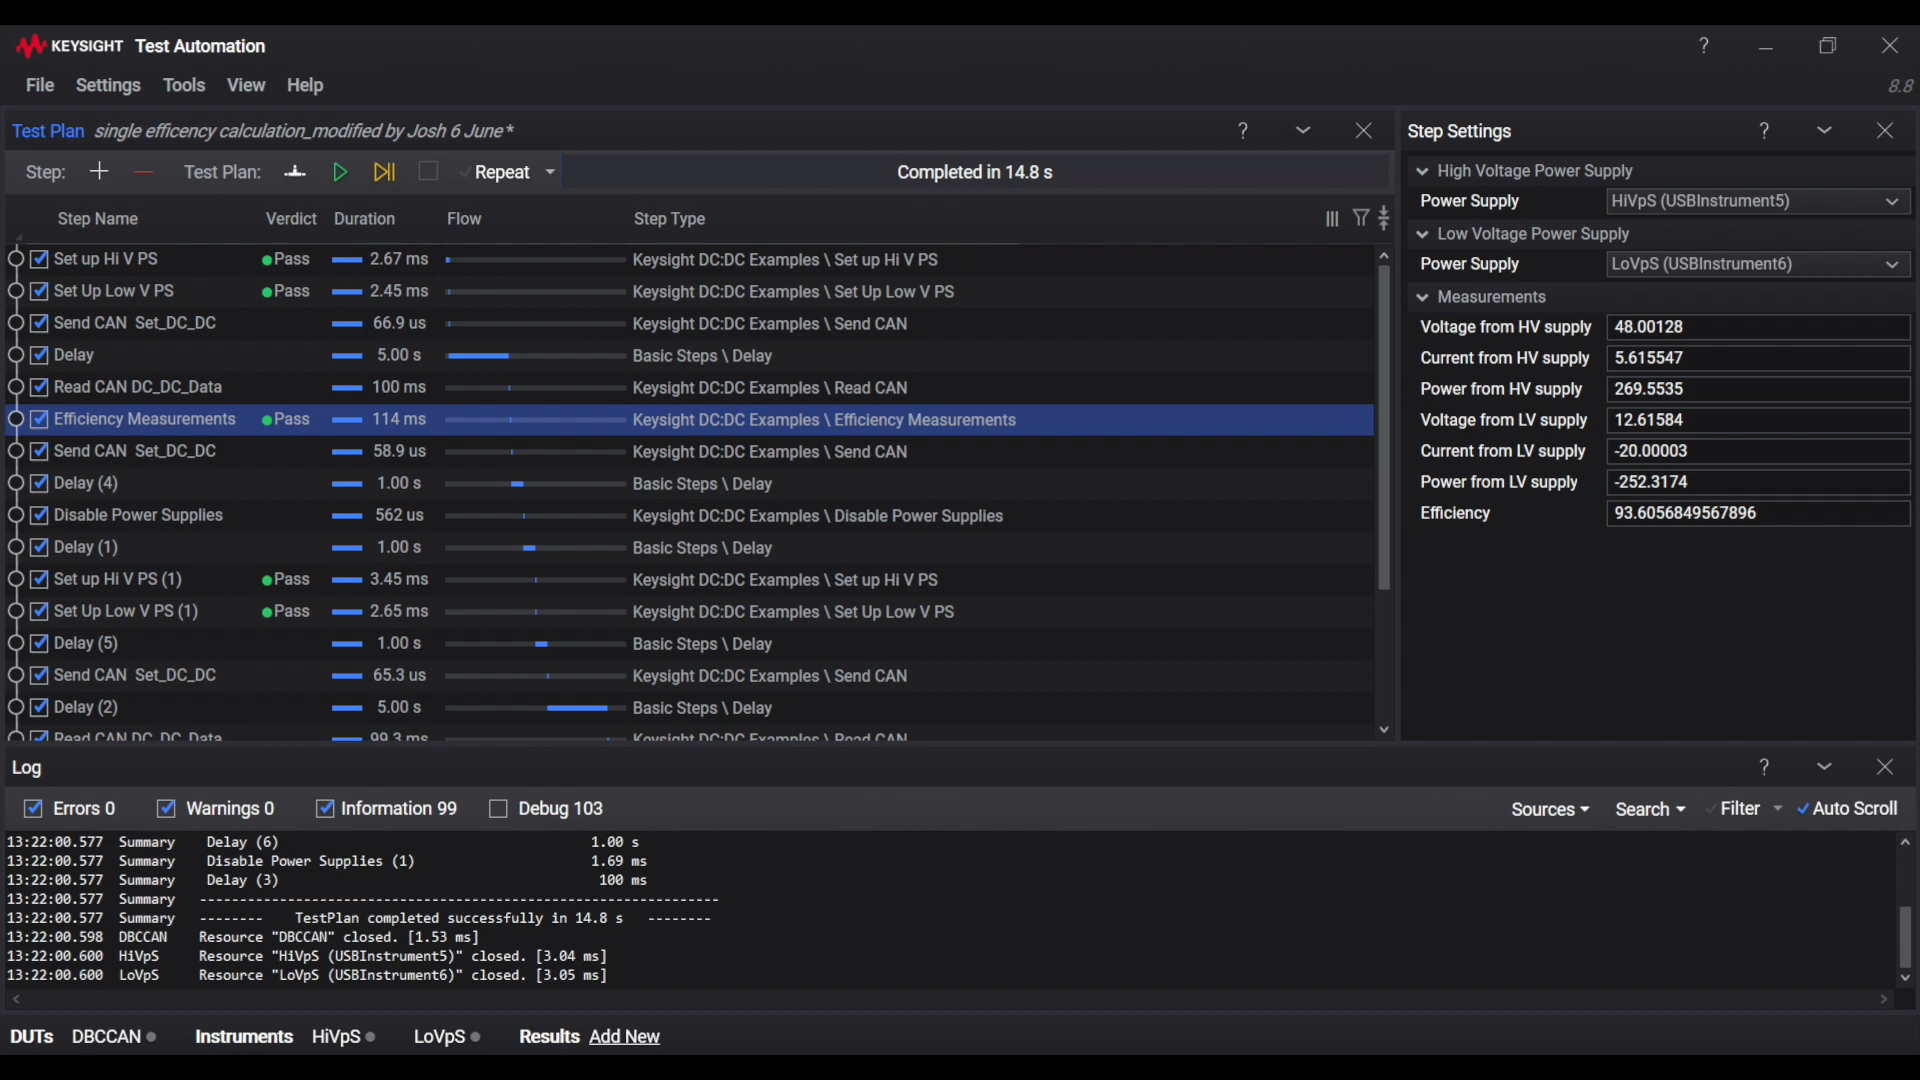 KEYSIGHT Test Automation
?
File Settings Tools View Help
8.8
Test Plan single efficency calculation_modified by Josh 6 June*
?
Step: Test Plan: Repeat Completed in 14.8 s
Step Name Verdict Duration Flow Step Type
Set up Hi V PS Pass 2.67 ms Keysight DC:DC Examples \ Set up Hi V PS
Set Up Low V PS Pass 2.45 ms Keysight DC:DC Examples \ Set Up Low V PS
Send CAN Set_DC_DC 66.9 us Keysight DC:DC Examples \ Send CAN
Delay 5.00 s Basic Steps \ Delay
Read CAN DC_DC_Data 100 ms Keysight DC:DC Examples \ Read CAN
Efficiency Measurements Pass 114 ms Keysight DC:DC Examples \ Efficiency Measurements
Send CAN Set_DC_DC 58.9 us Keysight DC:DC Examples \ Send CAN
Delay (4) 1.00 s Basic Steps \ Delay
Disable Power Supplies 562 us Keysight DC:DC Examples \ Disable Power Supplies
Delay (1) 1.00 s Basic Steps \ Delay
Set up Hi V PS (1) Pass 3.45 ms Keysight DC:DC Examples \ Set up Hi V PS
Set Up Low V PS (1) Pass 2.65 ms Keysight DC:DC Examples \ Set Up Low V PS
Delay (5) 1.00 s Basic Steps \ Delay
Send CAN Set_DC_DC 65.3 us Keysight DC:DC Examples \ Send CAN
Delay (2) 5.00 s Basic Steps \ Delay
Read CAN DC_DC_Data 99.3 ms Keysight DC:DC Examples \ Read CAN
Step Settings ?
High Voltage Power Supply
Power Supply HiVpS (USBInstrument5)
Low Voltage Power Supply
Power Supply LoVpS (USBInstrument6)
Measurements
Voltage from HV supply 48.00128
Current from HV supply 5.615547
Power from HV supply 269.5535
Voltage from LV supply 12.61584
Current from LV supply -20.00003
Power from LV supply -252.3174
Efficiency 93.6056849567896
Log ?
Errors 0 Warnings 0 Information 99 Debug 103 Sources Search Filter Auto Scroll
13:22:00.577 Summary Delay (6) 1.00 s
13:22:00.577 Summary Disable Power Supplies (1) 1.69 ms
13:22:00.577 Summary Delay (3) 100 ms
13:22:00.577 Summary -----------------------------------------------------------------
13:22:00.577 Summary -------- TestPlan completed successfully in 14.8 s --------
13:22:00.598 DBCCAN Resource "DBCCAN" closed. [1.53 ms]
13:22:00.600 HiVpS Resource "HiVpS (USBInstrument5)" closed. [3.04 ms]
13:22:00.600 LoVpS Resource "LoVpS (USBInstrument6)" closed. [3.05 ms]
DUTs DBCCAN Instruments HiVpS LoVpS Results Add New